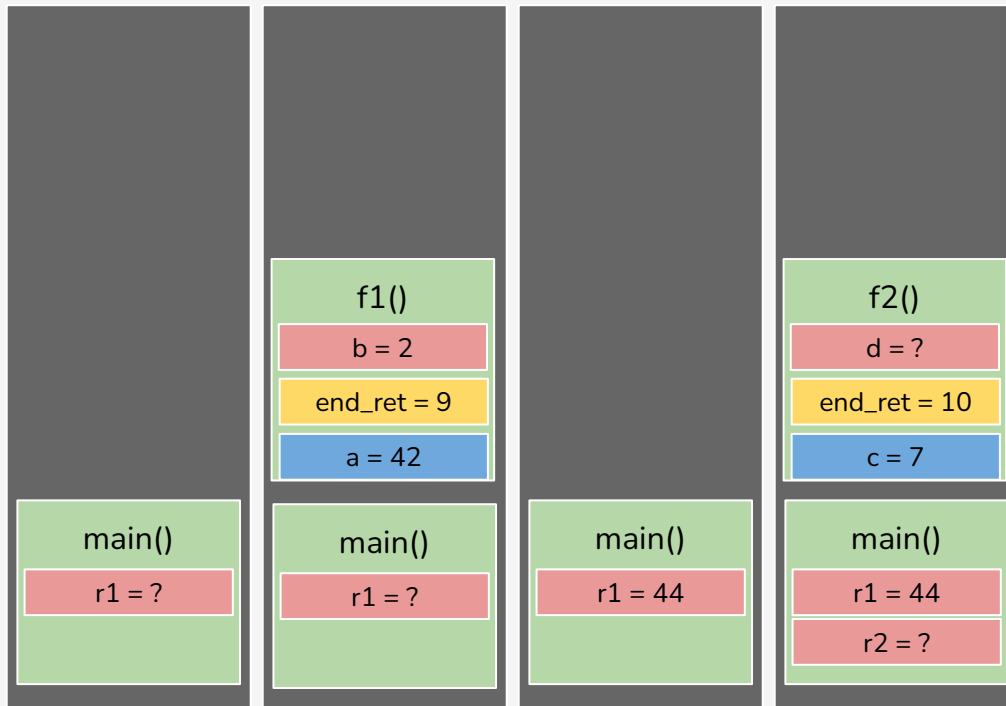 main()
r1 = ?
f1()
b = 2
end_ret = 9
a = 42
main()
r1 = ?
main()
r1 = 44
f2()
d = ?
end_ret = 10
c = 7
main()
r1 = 44
r2 = ?